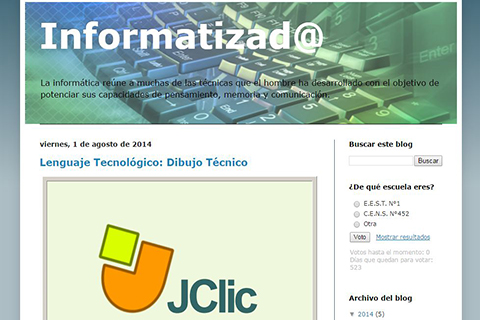 Informatizad@
La informática reúne a muchas de las técnicas que el hombre ha desarrollado con el objetivo de
potenciar sus capacidades de pensamiento, memoria y comunicación.
viernes, 1 de agosto de 2014
Lenguaje Tecnológico: Dibujo Técnico
JClic
Buscar este blog
Buscar
¿De qué escuela eres?
E.E.S.T. Nº1
C.E.N.S. Nº452
Otra
Voto Mostrar resultados
Votos hasta el momento: 0
Días que quedan para votar:
523
Archivo del blog
▼ 2014 (5)